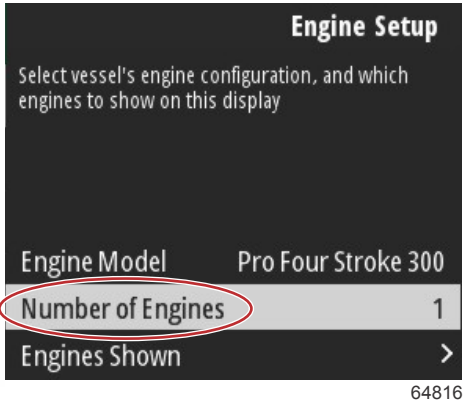 Engine Setup
Select vessel's engine configuration, and which
engines to show on this display
Engine Model Pro Four Stroke 300
Number of Engines 1
Engines Shown >
64816